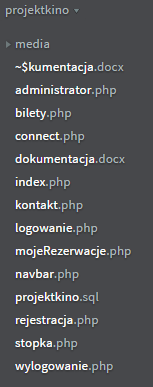 projektkino
media
~$kumentacja.docx
administrator.php
bilety.php
connect.php
dokumentacja.docx
index.php
kontakt.php
logowanie.php
mojeRezerwacje.php
navbar.php
projektkino.sql
rejestracja.php
stopka.php
wylogowanie.php